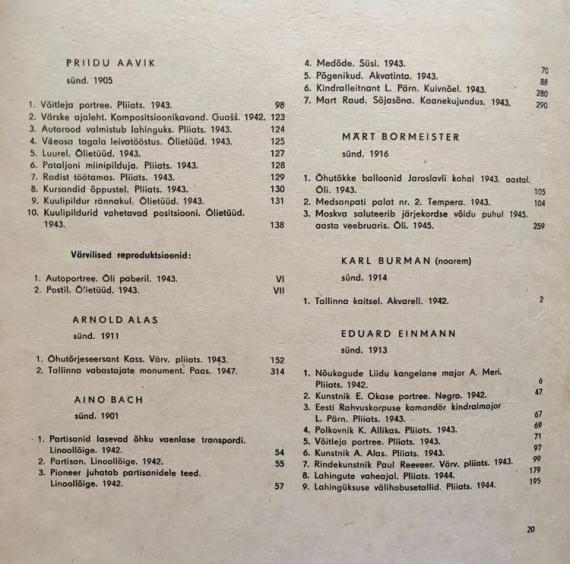 PRIIDU AAVIK
sünd. 1905
1. Võitleja portree. Pliiats. 1943. 98
2. Värske ajaleht. Kompositsioonikavand. Guašš. 1942. 123
3. Autorood valmistub lahinguks. Pliiats. 1943. 124
4. Väeosa tagala leivatööstus. Õlietüüd. 1943. 125
5. Luurel. Õlietüüd. 1943. 127
6. Pataljoni miinipilduja. Pliiats. 1943. 128
7. Radist töötamas. Pliiats. 1943. 129
8. Kursandid õppustel. Pliiats. 1943. 130
9. Kuulipildur rännakul. Õlietüüd. 1943. 131
10. Kuulipildurid vahetavad positsiooni. Õlietüüd.
1943. 138
Värvilised reproduktsioonid:
1. Autoportree. Õli paberil. 1943. VI
2. Postil. Õlietüüd. 1943. VII
ARNOLD ALAS
sünd. 1911
1. Õhutõrjeseersant Kass. Värv. pliiats. 1943. 152
2. Tallinna vabastajate monument. Paas. 1947. 314
AINO BACH
sünd. 1901
1. Partisanid lasevad õhku vaenlase transpordi.
Linoollõige. 1942. 54
2. Partisan. Linoollõige. 1942. 55
3. Pioneer juhatab partisanidele teed.
Linoollõige. 1942. 57
4. Medõde. Süsi. 1943. 70
5. Põgenikud. Akvatinta. 1943. 88
6. Kindralleitnant L. Pärn. Kuivnõel. 1943. 280
7. Mart Raud. Sõjasõna. Kaanekujundus. 1943. 290
MÄRT BORMEISTER
sünd. 1916
1. Õhutõkke balloonid Jaroslavli kohal 1943. aastal.
Õli. 1943. 105
2. Medsanpati palat nr. 2. Tempera. 1943. 104
3. Moskva saluteerib järjekordse võidu puhul 1945.
aasta veebruaris. Õli. 1945. 259
KARL BURMAN (noorem)
sünd. 1914
1. Tallinna kaitsel. Akvarell. 1942. 2
EDUARD EINMANN
sünd. 1913
1. Nõukogude Liidu kangelane major A. Meri.
Pliiats. 1942. 6
2. Kunstnik E. Okase portree. Negro. 1942. 47
3. Eesti Rahvuskorpuse komandör kindralmajor
L. Pärn. Pliiats. 1943. 67
4. Polkovnik K. Allikas. Pliiats. 1943. 69
5. Võitleja portree. Pliiats. 1943. 71
6. Kunstnik A. Alas. Pliiats. 1943. 97
7. Rindekunstnik Paul Reeveer. Värv. pliiats. 1943. 99
8. Lahingute vaheajal. Pliiats. 1944. 179
9. Lahingüksuse välihobusetallid. Pliiats. 1944. 195
20